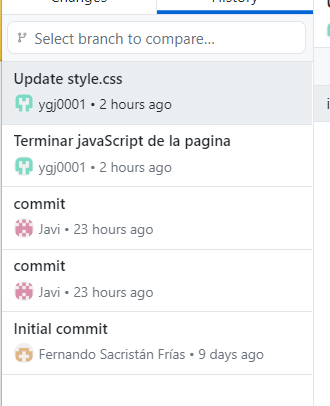 Changes
History
Select branch to compare...
Update style.css
ygj0001 • 2 hours ago
Terminar javaScript de la pagina
ygj0001 • 2 hours ago
commit
Javi • 23 hours ago
commit
Javi • 23 hours ago
Initial commit
Fernando Sacristán Frías • 9 days ago